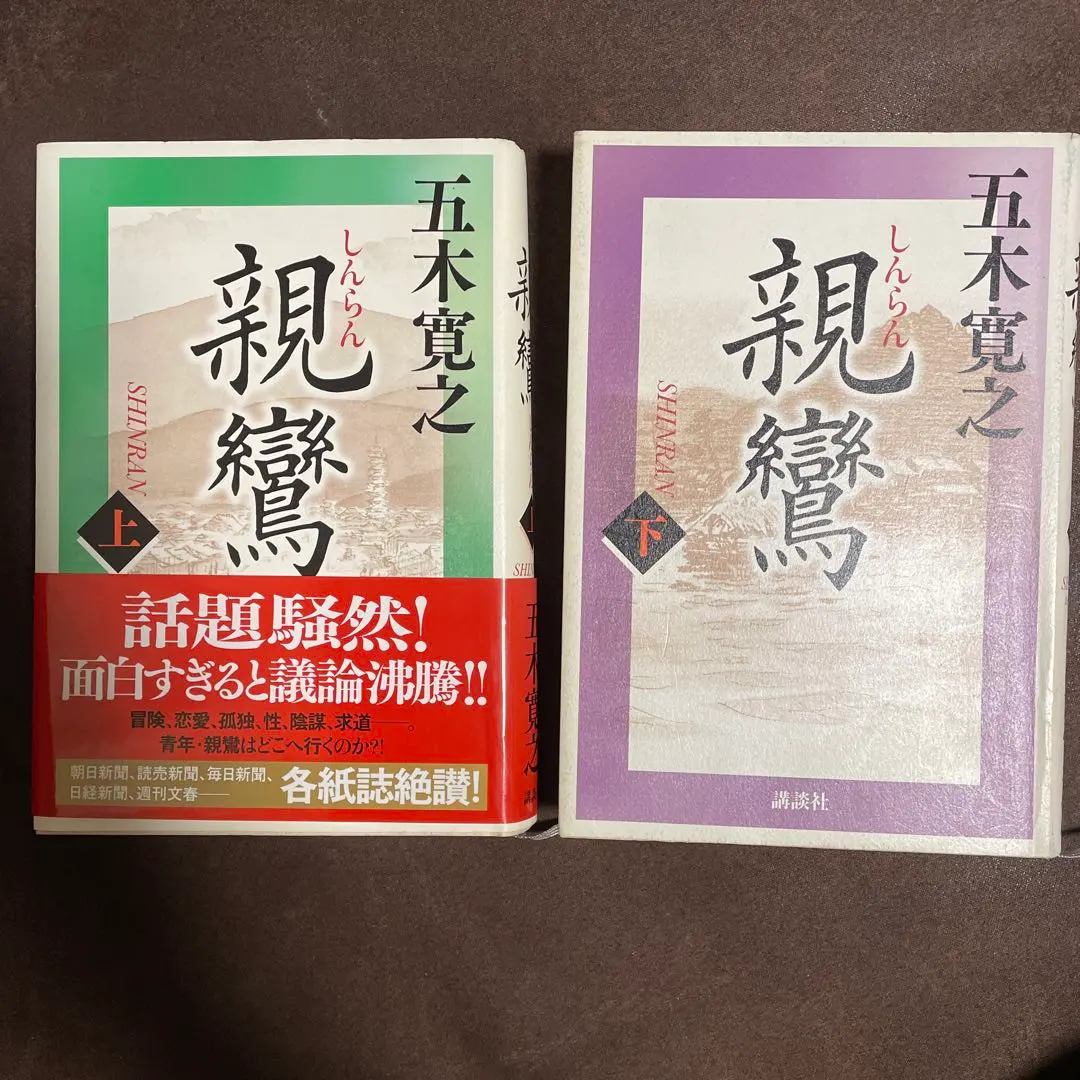 五木寛之
しんらん
親鸞
SHINRAN
上
話題騒然!
面白すぎると議論沸騰!!
冒険、恋愛、孤独、性、陰謀、求道――。
青年・親鸞はどこへ行くのか?!
朝日新聞、読売新聞、毎日新聞、
日経新聞、週刊文春――
各紙誌絶讃!
親鸞
五木寛之
五木寛之
しんらん
親鸞
SHINRAN
下
講談社